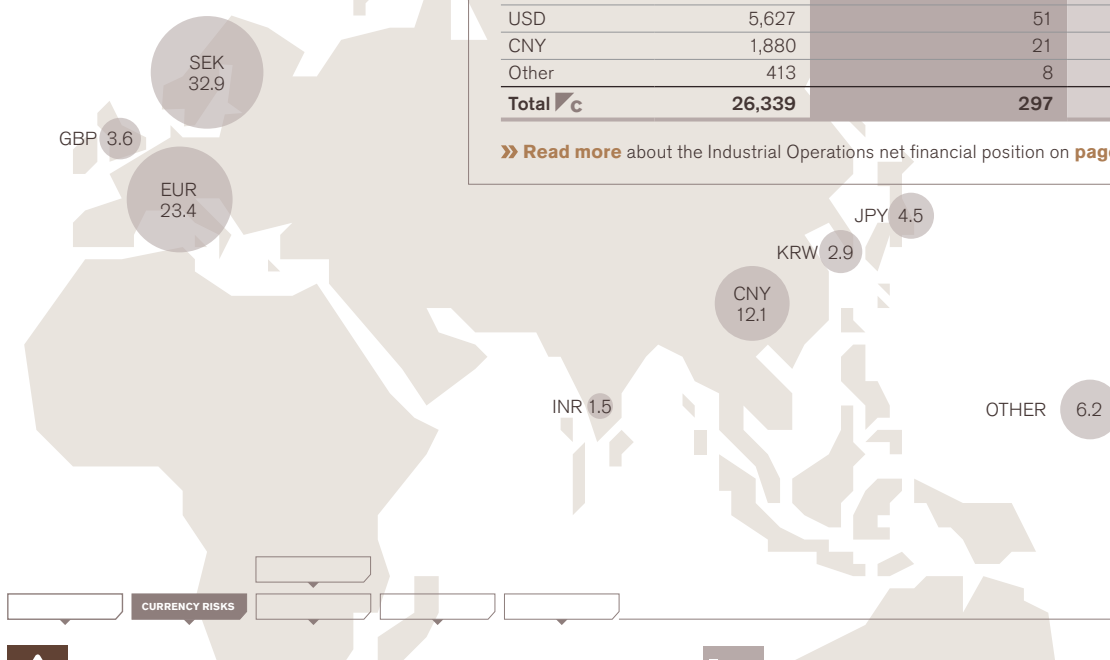 USD 5,627 51
CNY 1,880 21
Other 413 8
Total c 26,339 297
Read more about the Industrial Operations net financial position on page
SEK
32.9
GBP 3.6
EUR
23.4
JPY 4.5
KRW 2.9
CNY
12.1
INR 1.5
OTHER 6.2
CURRENCY RISKS